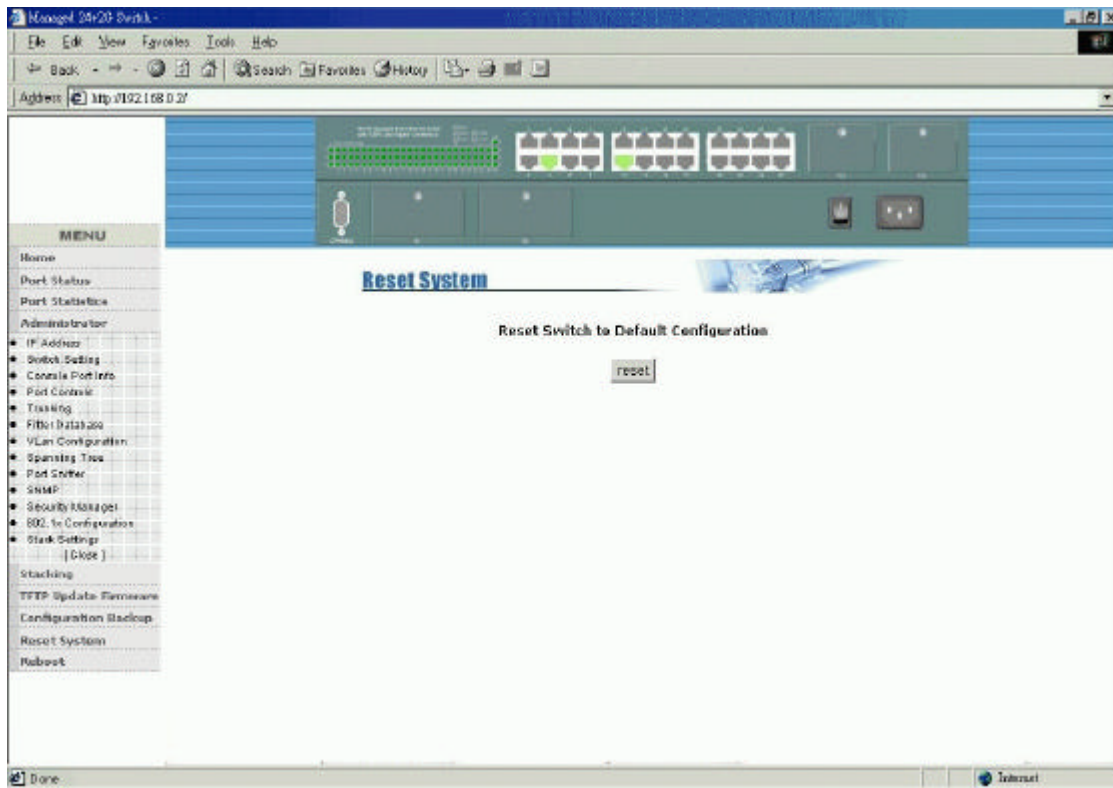 Managed 24+2G Switch -
File Edit View Favorites Tools Help
Back Search Favorites History
Address http://192.168.0.2/
MENU
Home
Port Status
Port Statistics
Administrator
IP Address
Switch Setting
Console Port Info
Port Controls
Trunking
Filter Database
VLan Configuration
Spanning Tree
Port Sniffer
SNMP
Security Manager
802.1x Configuration
Stack Settings
[ Close ]
Stacking
TFTP Update Firmware
Configuration Backup
Reset System
Reboot
Reset System
Reset Switch to Default Configuration
reset
Done
Internet